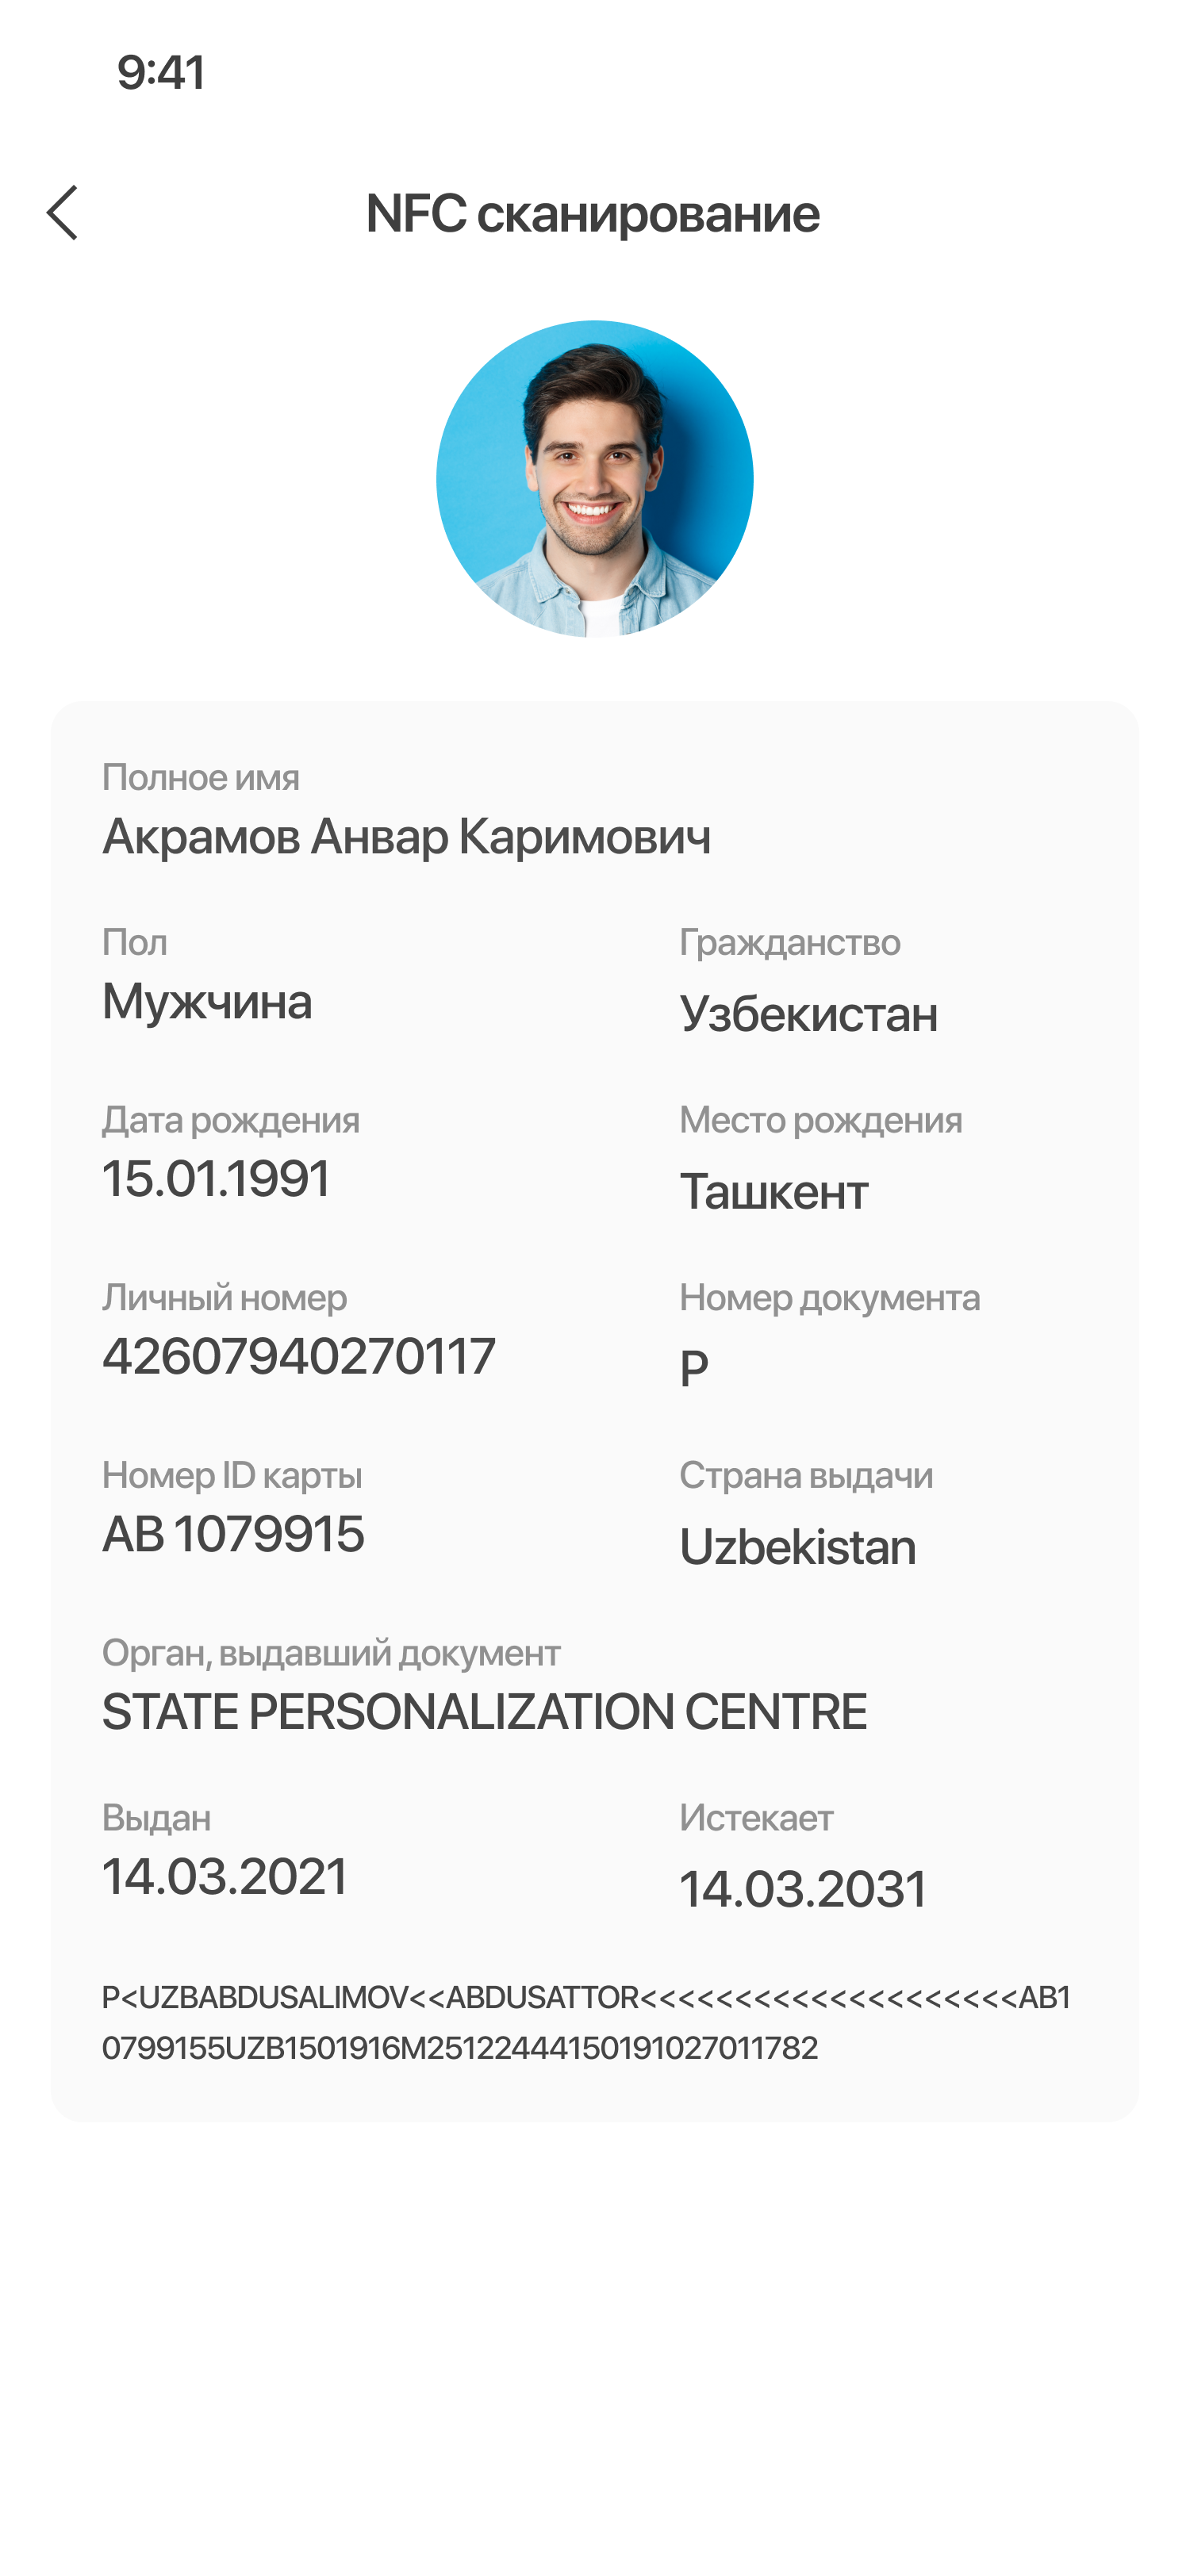 9:41
NFC сканирование
Полное имя
Акрамов Анвар Каримович
Пол
Гражданство
Мужчина
Узбекистан
Дата рождения
Место рождения
15.01.1991
Ташкент
Личный номер
Номер документа
42607940270117
P
Номер ID карты
Страна выдачи
AB 1079915
Uzbekistan
Орган, выдавший документ
STATE PERSONALIZATION CENTRE
Выдан
Истекает
14.03.2021
14.03.2031
P<UZBABDUSALIMOV<<ABDUSATTOR<<<<<<<<<<<<<<<<<<<<AB1
0799155UZB1501916M25122444150191027011782